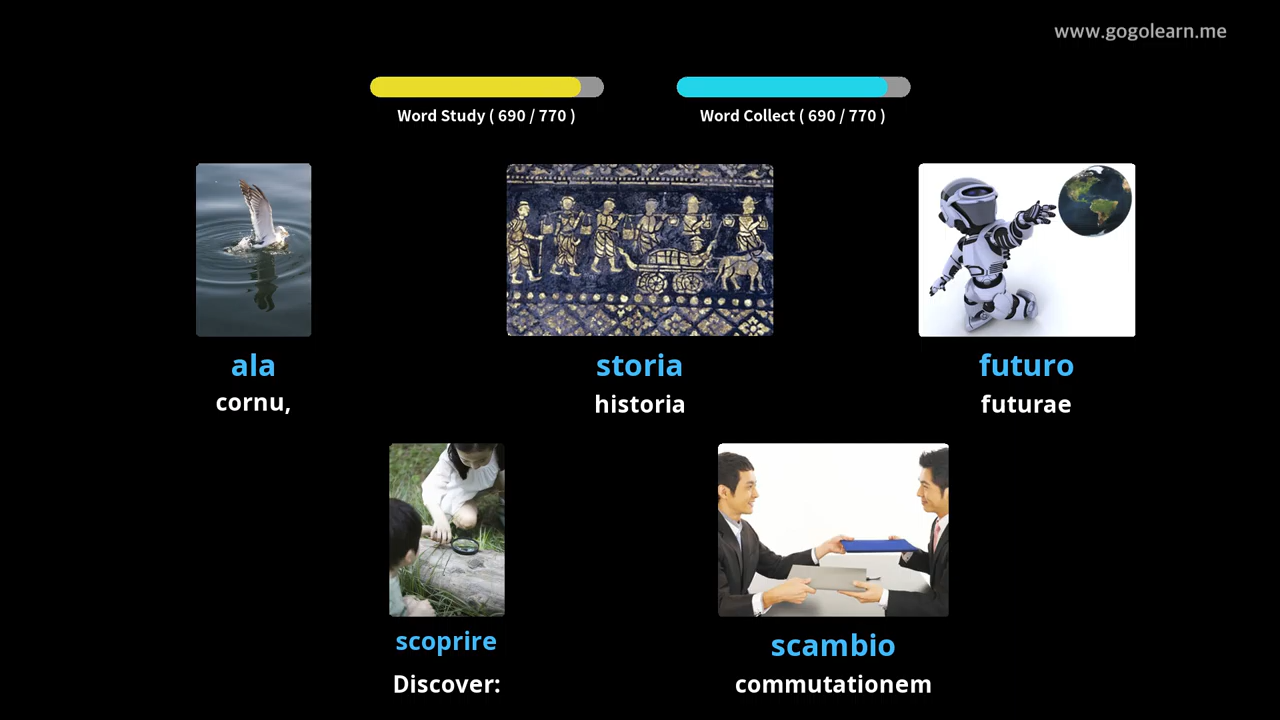 www.gogolearn.me
Word Study ( 690 / 770 )
Word Collect ( 690 / 770 )
ala
cornu,
storia
historia
futuro
futurae
scoprire
Discover:
scambio
commutationem